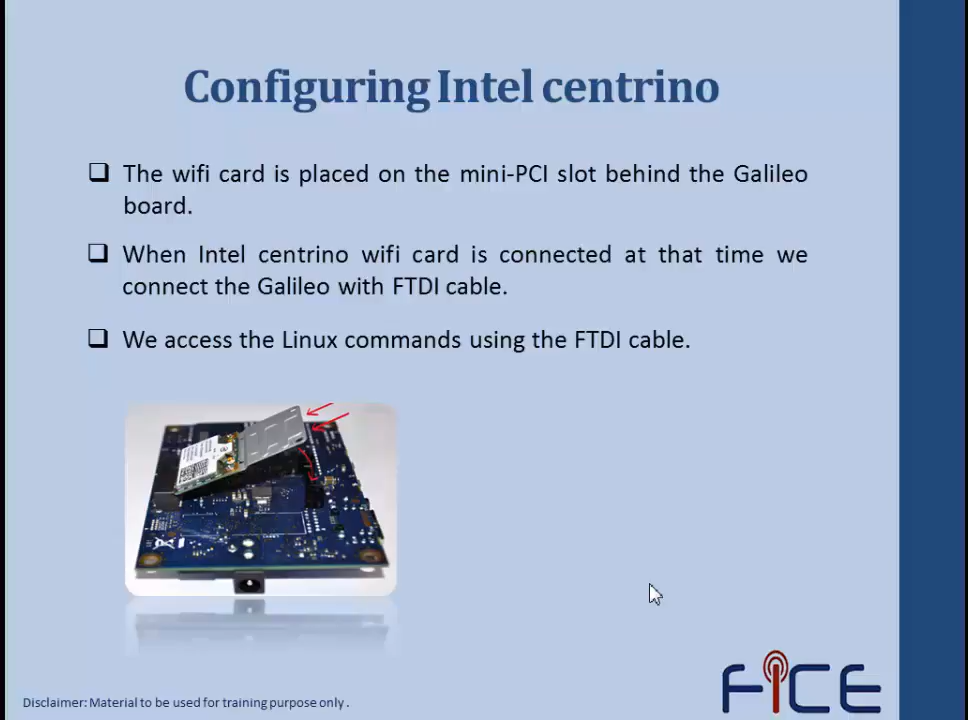 Configuring Intel centrino
The wifi card is placed on the mini-PCI slot behind the Galileo
board.
When Intel centrino wifi card is connected at that time we
connect the Galileo with FTDI cable.
We access the Linux commands using the FTDI cable.
FiCE
Disclaimer: Material to be used for training purpose only .